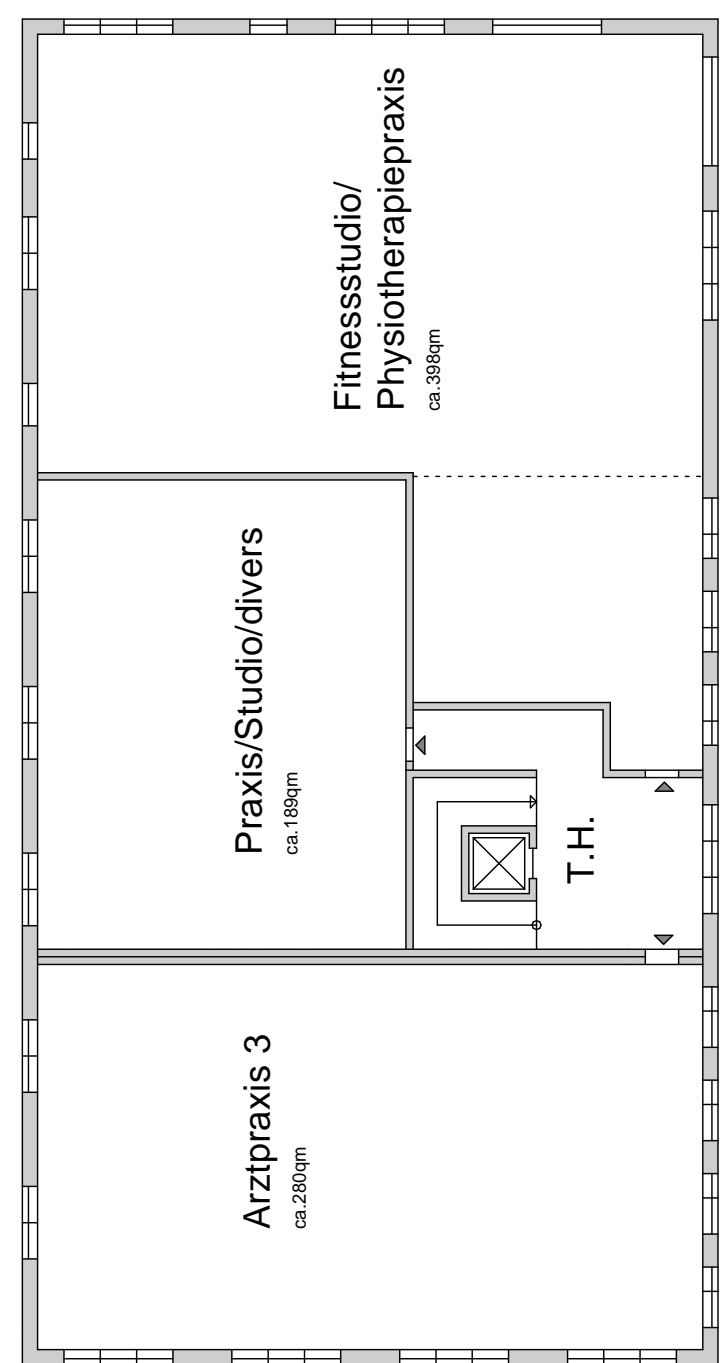 Fitnessstudio/
Physiotherapiepraxis
ca.398qm
Praxis/Studio/divers
ca.189qm
T.H.
Arztpraxis 3
ca.280qm